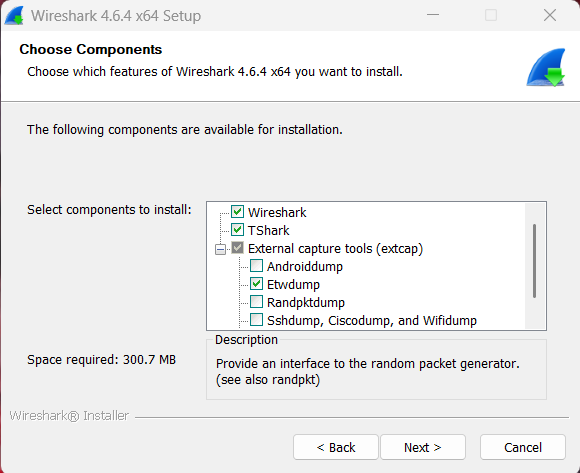 Wireshark 4.6.4 x64 Setup
Choose Components
Choose which features of Wireshark 4.6.4 x64 you want to install.
The following components are available for installation.
Select components to install:
Wireshark
TShark
External capture tools (extcap)
Androiddump
Etwdump
Randpktdump
Sshdump, Ciscodump, and Wifidump
Space required: 300.7 MB
Description
Provide an interface to the random packet generator.
(see also randpkt)
Wireshark® Installer
< Back
Next >
Cancel